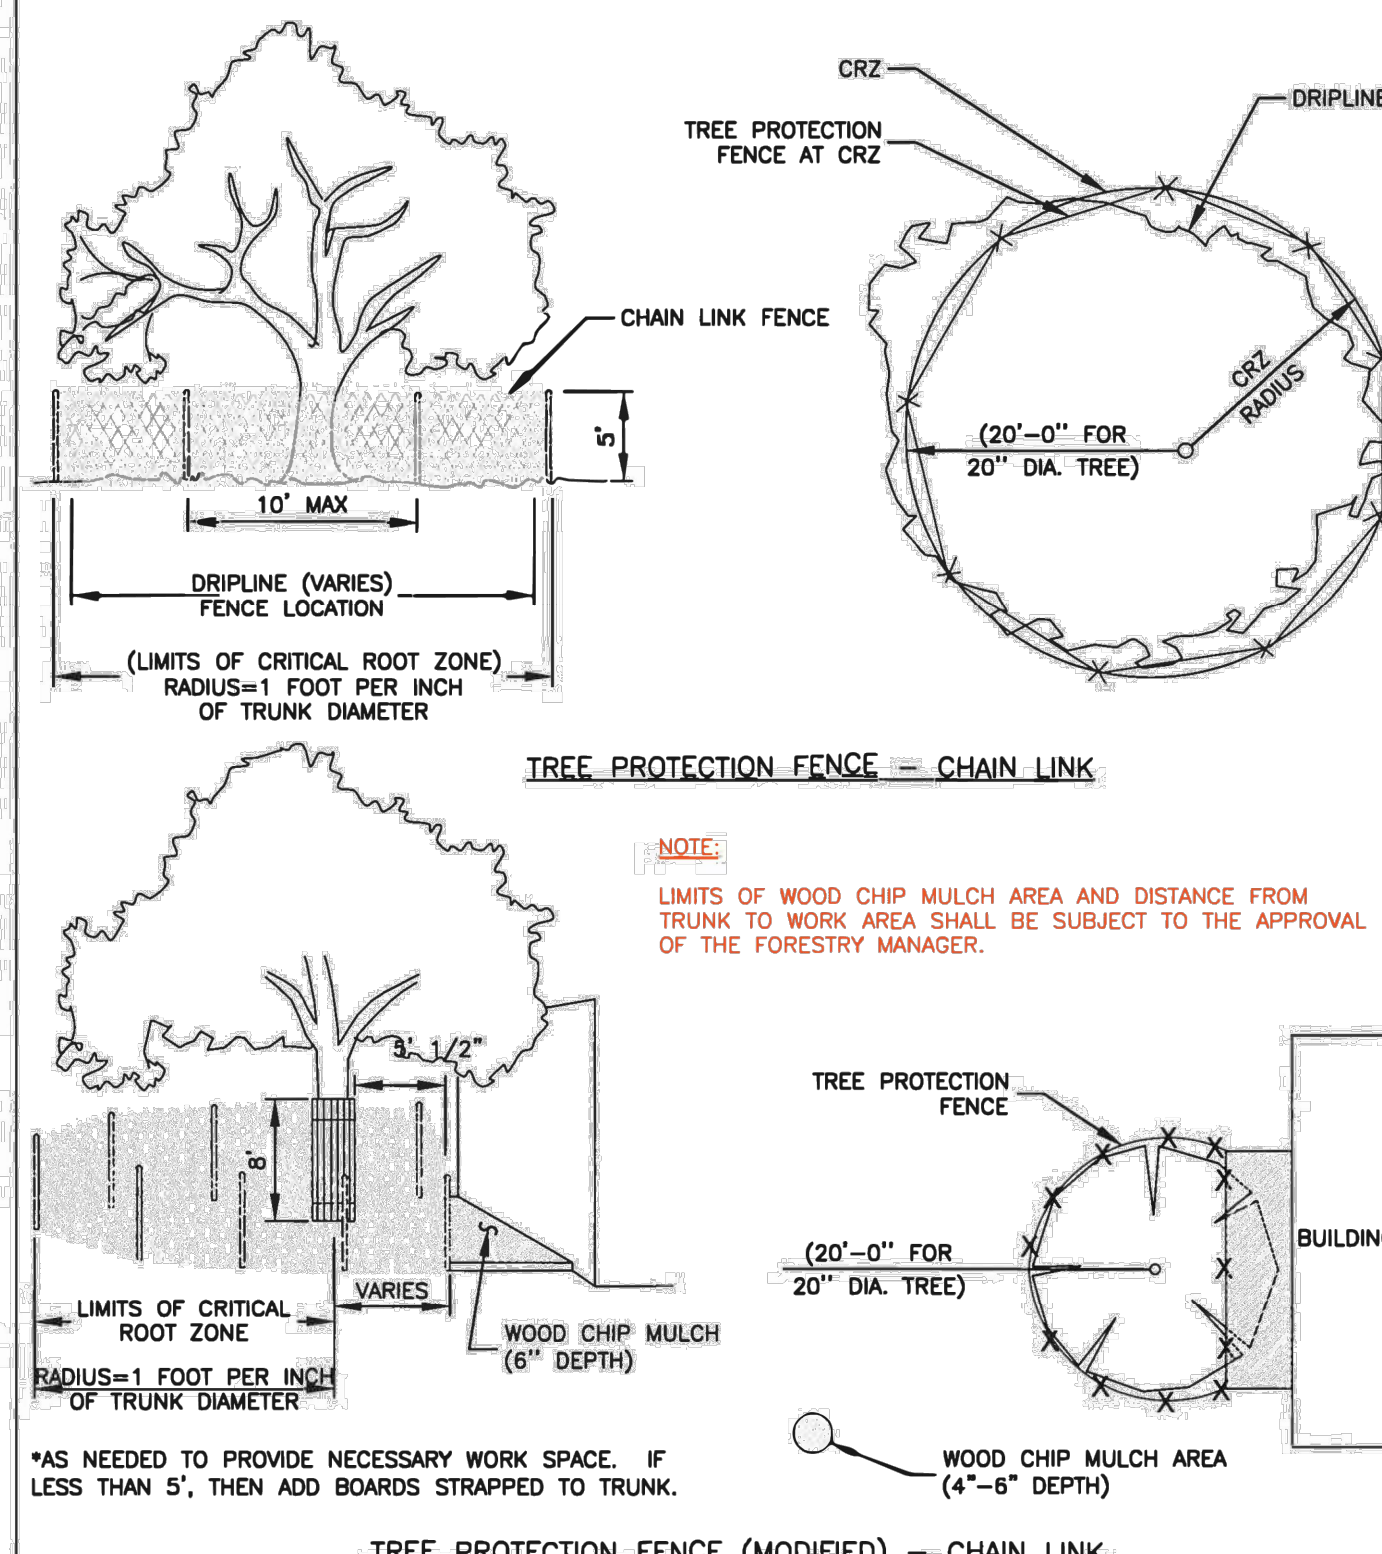 CRZ
DRIPLINE
TREE PROTECTION
FENCE AT CRZ
CHAIN LINK FENCE
5'
CRZ
RADIUS
(20'-0" FOR
20" DIA. TREE)
10' MAX
DRIPLINE (VARIES)
FENCE LOCATION
(LIMITS OF CRITICAL ROOT ZONE)
RADIUS=1 FOOT PER INCH
OF TRUNK DIAMETER
TREE PROTECTION FENCE - CHAIN LINK
NOTE:
LIMITS OF WOOD CHIP MULCH AREA AND DISTANCE FROM
TRUNK TO WORK AREA SHALL BE SUBJECT TO THE APPROVAL
OF THE FORESTRY MANAGER.
5' 1/2"
8'
TREE PROTECTION
FENCE
BUILDING
(20'-0" FOR
20" DIA. TREE)
VARIES
LIMITS OF CRITICAL
ROOT ZONE
WOOD CHIP MULCH
(6" DEPTH)
RADIUS=1 FOOT PER INCH
OF TRUNK DIAMETER
WOOD CHIP MULCH AREA
(4"-6" DEPTH)
*AS NEEDED TO PROVIDE NECESSARY WORK SPACE. IF
LESS THAN 5', THEN ADD BOARDS STRAPPED TO TRUNK.
TREE PROTECTION FENCE (MODIFIED) - CHAIN LINK